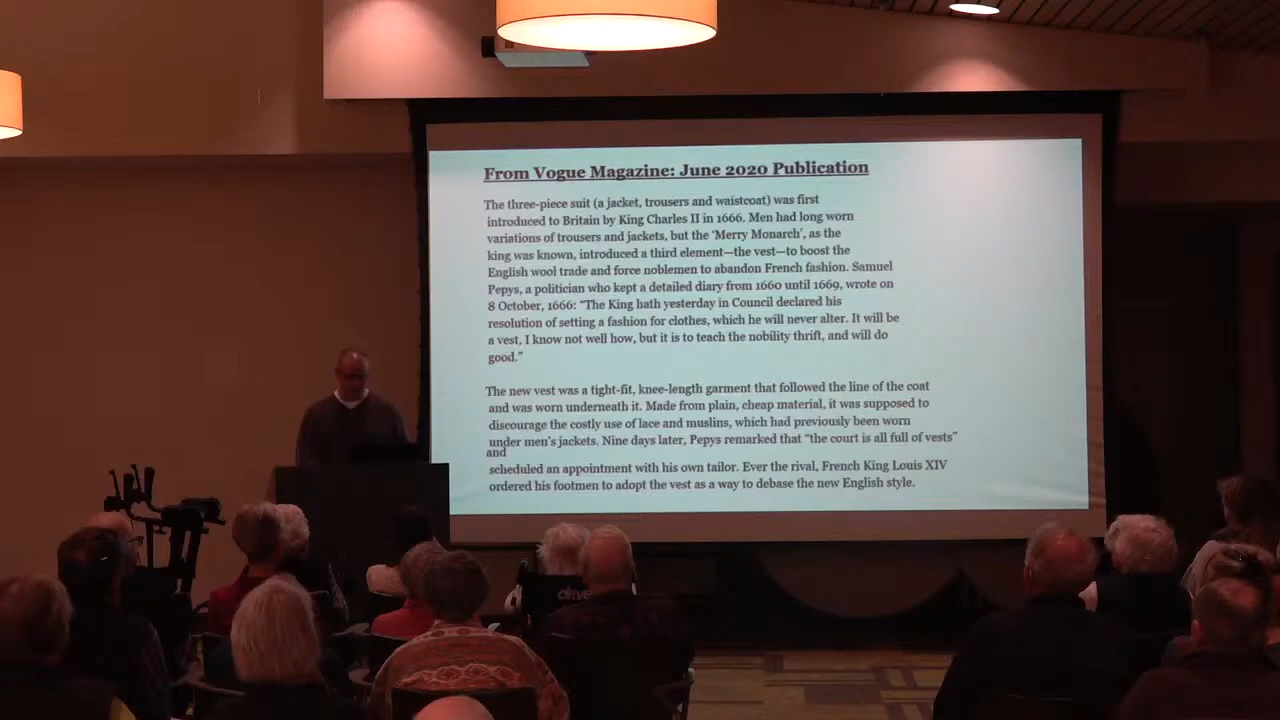 From Vogue Magazine: June 2020 Publication
The three-piece suit (a jacket, trousers and waistcoat) was first
introduced to Britain by King Charles II in 1666. Men had long worn
variations of trousers and jackets, but the ‘Merry Monarch’, as the
king was known, introduced a third element—the vest—to boost the
English wool trade and force noblemen to abandon French fashion. Samuel
Pepys, a politician who kept a detailed diary from 1660 until 1669, wrote on
8 October, 1666: “The King hath yesterday in Council declared his
resolution of setting a fashion for clothes, which he will never alter. It will be
a vest, I know not well how, but it is to teach the nobility thrift, and will do
good.”
The new vest was a tight-fit, knee-length garment that followed the line of the coat
and was worn underneath it. Made from plain, cheap material, it was supposed to
discourage the costly use of lace and muslins, which had previously been worn
under men’s jackets. Nine days later, Pepys remarked that “the court is all full of vests”
and
scheduled an appointment with his own tailor. Ever the rival, French King Louis XIV
ordered his footmen to adopt the vest as a way to debase the new English style.
drive